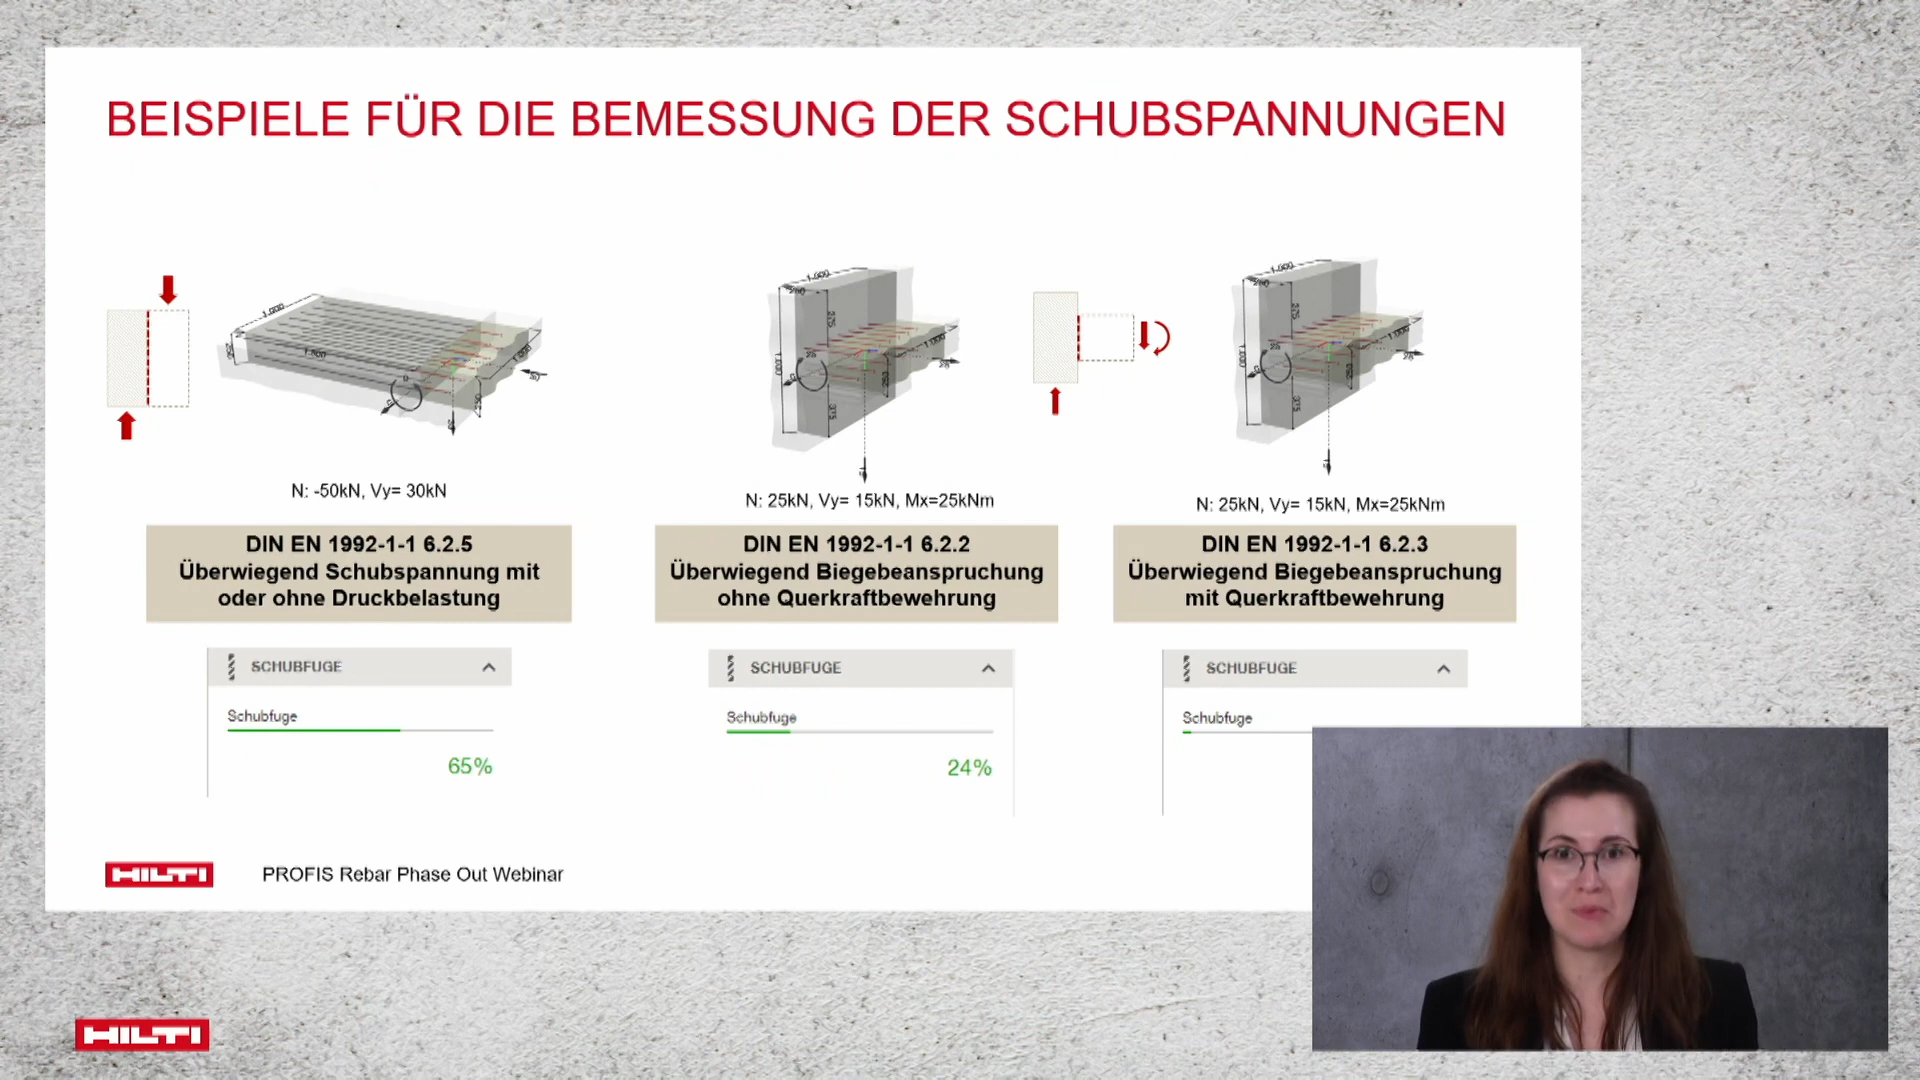 BEISPIELE FÜR DIE BEMESSUNG DER SCHUBSPANNUNGEN
N: -50kN, Vy= 30kN
DIN EN 1992-1-1 6.2.5
Überwiegend Schubspannung mit
oder ohne Druckbelastung
SCHUBFUGE
Schubfuge
65%
N: 25kN, Vy= 15kN, Mx=25kNm
DIN EN 1992-1-1 6.2.2
Überwiegend Biegebeanspruchung
ohne Querkraftbewehrung
SCHUBFUGE
Schubfuge
24%
N: 25kN, Vy= 15kN, Mx=25kNm
DIN EN 1992-1-1 6.2.3
Überwiegend Biegebeanspruchung
mit Querkraftbewehrung
SCHUBFUGE
Schubfuge
HILTI
PROFIS Rebar Phase Out Webinar
HILTI